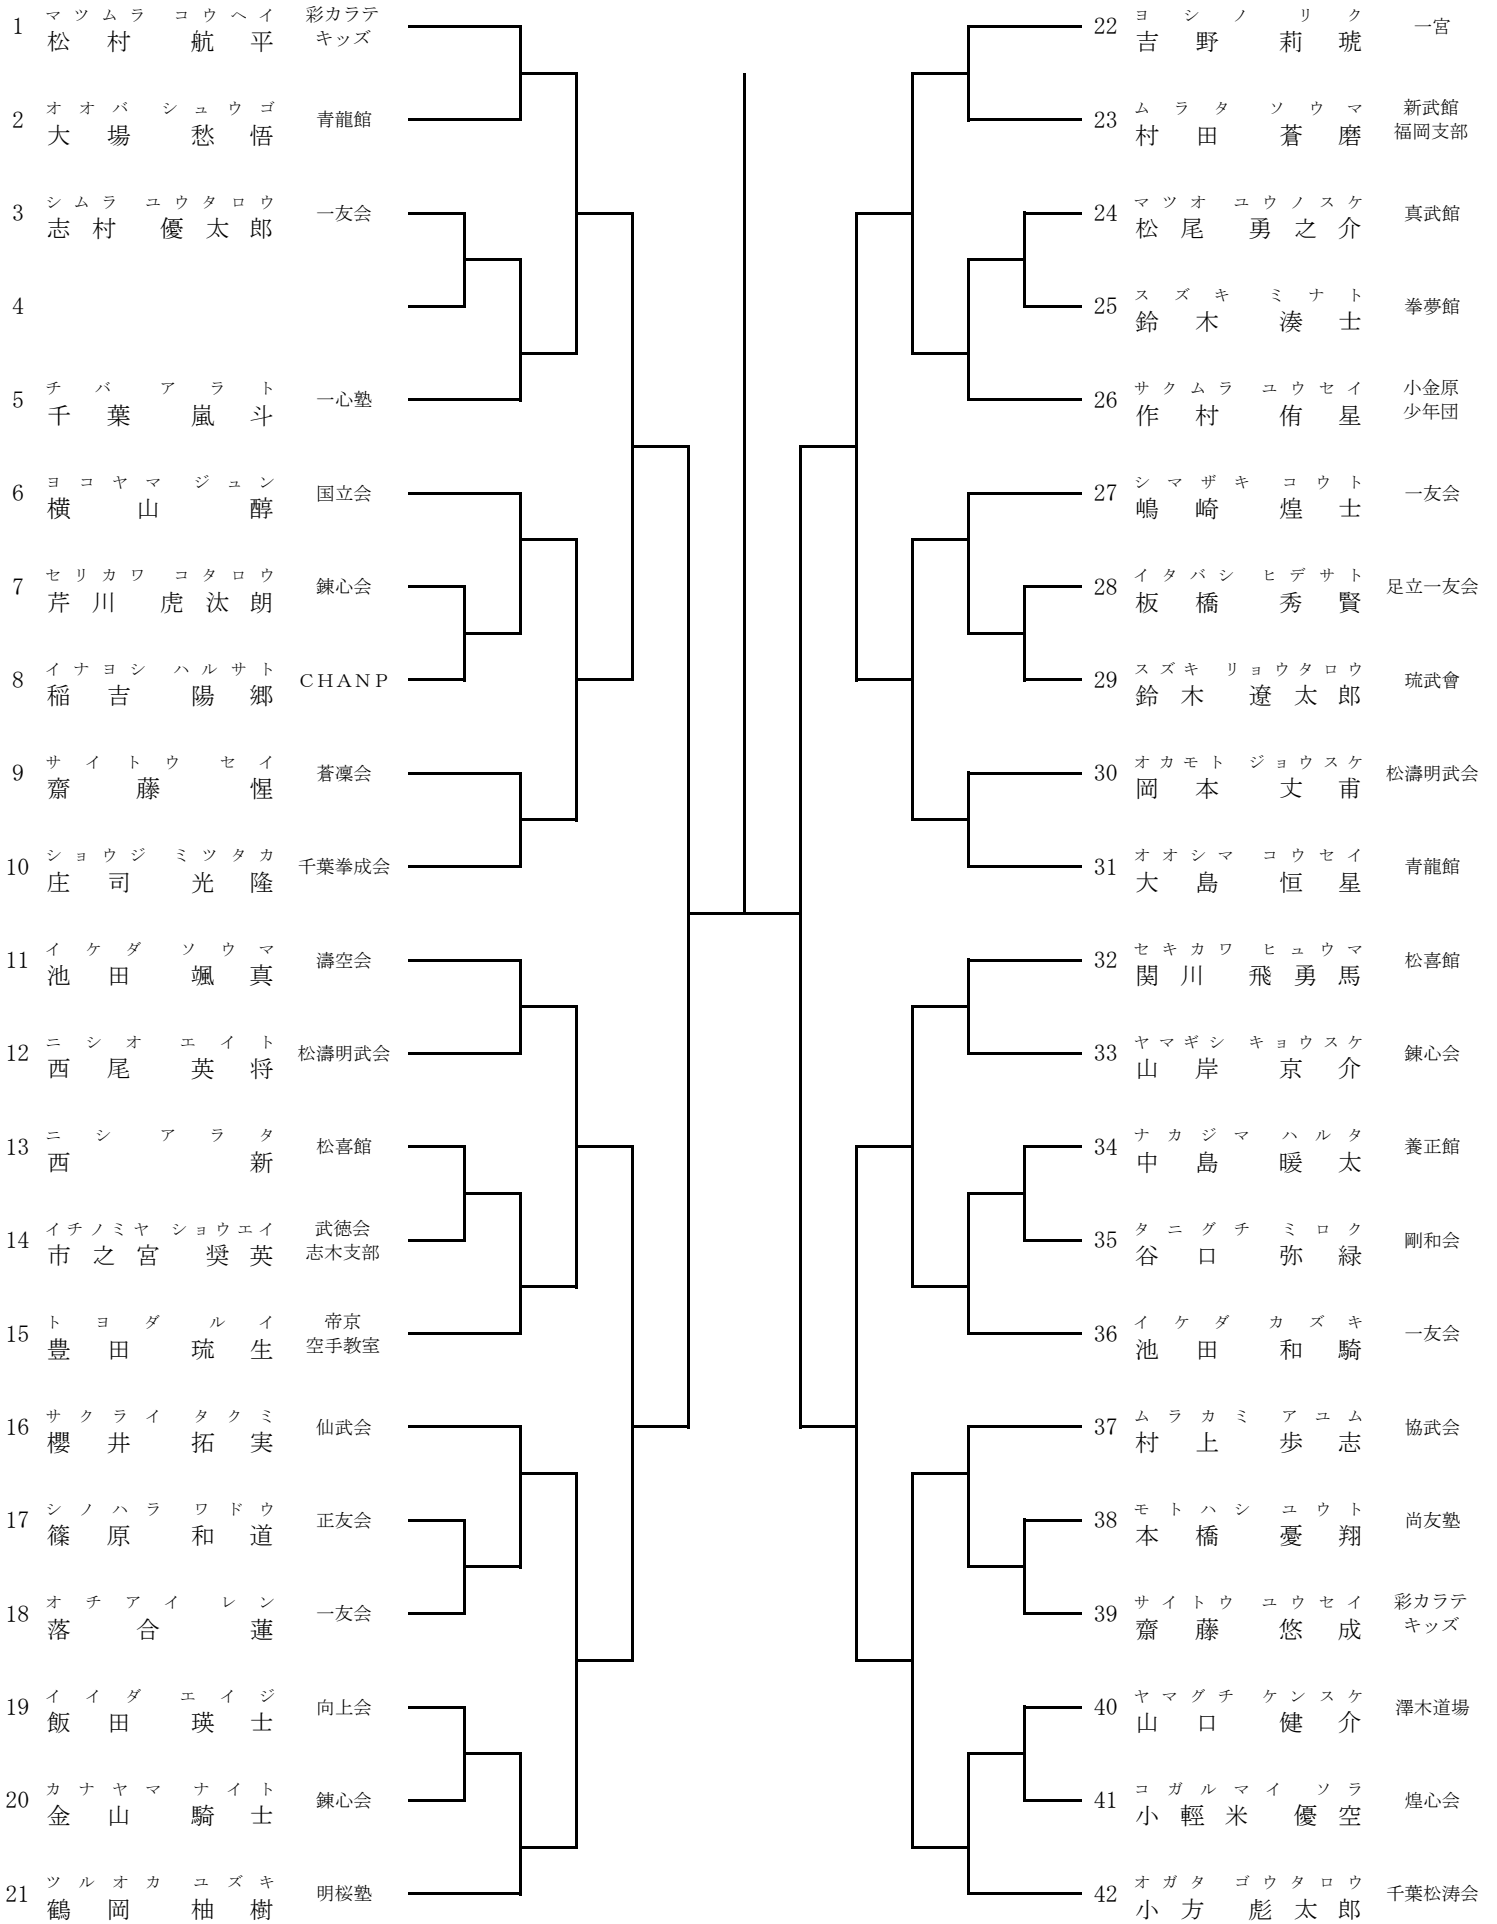 マツムラ コウヘイ 彩カラテ
1 松村 航平 キッズ
オオバ シュウゴ
2 大場 愁悟 青龍館
シムラ ユウタロウ
3 志村 優太郎 一友会
4
チバ アラト
5 千葉 嵐斗 一心塾
ヨコヤマ ジュン
6 横山 醇 国立会
セリカワ コタロウ
7 芹川 虎汰朗 錬心会
イナヨシ ハルサト
8 稲吉 陽郷 CHANP
サイトウ セイ
9 齋藤 惺 蒼凜会
ショウジ ミツタカ
10 庄司 光隆 千葉拳成会
イケダ ソウマ
11 池田 颯真 濤空会
ニシオ エイト
12 西尾 英将 松濤明武会
ニシ アラタ
13 西 新 松喜館
イチノミヤ ショウエイ 武徳会
14 市之宮 奨英 志木支部
トヨダ ルイ 帝京
15 豊田 琉生 空手教室
サクライ タクミ
16 櫻井 拓実 仙武会
シノハラ ワドウ
17 篠原 和道 正友会
オチアイ レン
18 落合 蓮 一友会
イイダ エイジ
19 飯田 瑛士 向上会
カナヤマ ナイト
20 金山 騎士 錬心会
ツルオカ ユズキ
21 鶴岡 柚樹 明桜塾
ヨシノ リク
22 吉野 莉琥 一宮
ムラタ ソウマ 新武館
23 村田 蒼磨 福岡支部
マツオ ユウノスケ
24 松尾 勇之介 真武館
スズキ ミナト
25 鈴木 湊士 拳夢館
サクムラ ユウセイ 小金原
26 作村 侑星 少年団
シマザキ コウト
27 嶋崎 煌士 一友会
イタバシ ヒデサト
28 板橋 秀賢 足立一友会
スズキ リョウタロウ
29 鈴木 遼太郎 琉武會
オカモト ジョウスケ
30 岡本 丈甫 松濤明武会
オオシマ コウセイ
31 大島 恒星 青龍館
セキカワ ヒュウマ
32 関川 飛勇馬 松喜館
ヤマギシ キョウスケ
33 山岸 京介 錬心会
ナカジマ ハルタ
34 中島 暖太 養正館
タニグチ ミロク
35 谷口 弥緑 剛和会
イケダ カズキ
36 池田 和騎 一友会
ムラカミ アユム
37 村上 歩志 協武会
モトハシ ユウト
38 本橋 憂翔 尚友塾
サイトウ ユウセイ 彩カラテ
39 齋藤 悠成 キッズ
ヤマグチ ケンスケ
40 山口 健介 澤木道場
コガルマイ ソラ
41 小輕米 優空 煌心会
オガタ ゴウタロウ
42 小方 彪太郎 千葉松涛会